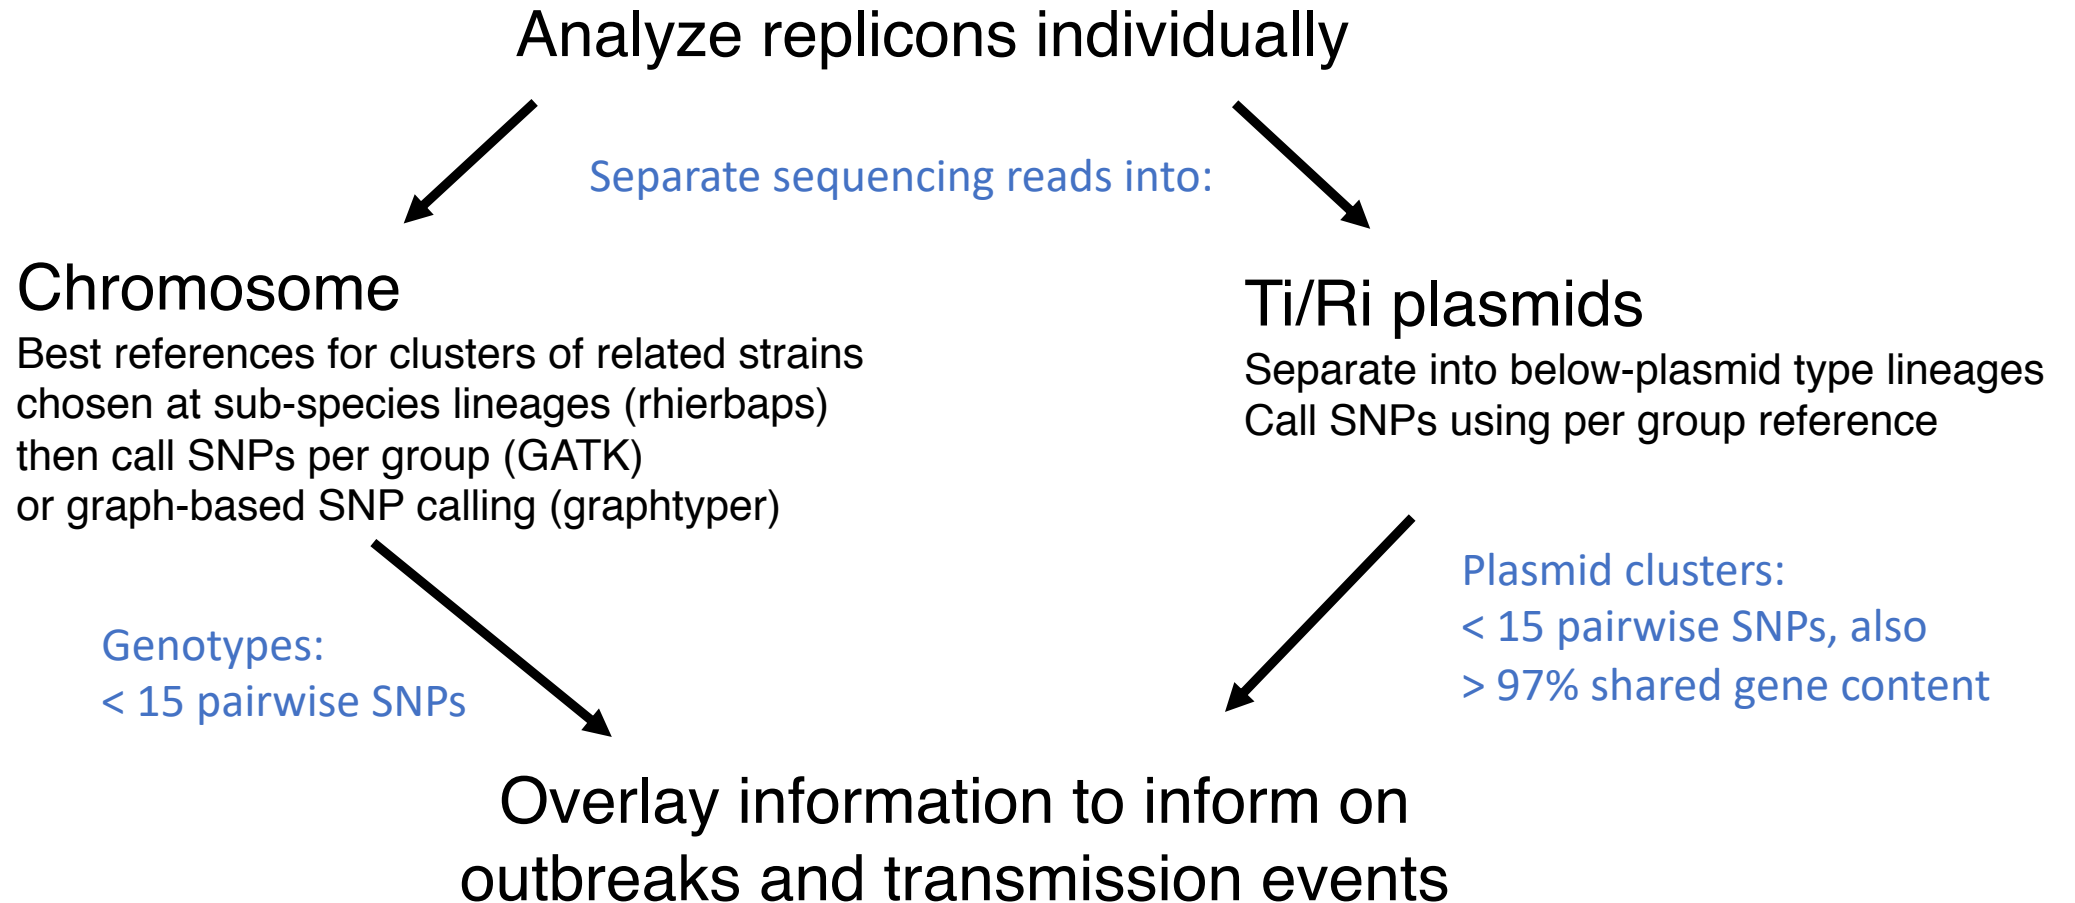 Analyze replicons individually
Separate sequencing reads into:
Chromosome
Best references for clusters of related strains
chosen at sub-species lineages (rhierbaps)
then call SNPs per group (GATK)
or graph-based SNP calling (graphtyper)
Ti/Ri plasmids
Separate into below-plasmid type lineages
Call SNPs using per group reference
Genotypes:
< 15 pairwise SNPs
Plasmid clusters:
< 15 pairwise SNPs, also
> 97% shared gene content
Overlay information to inform on
outbreaks and transmission events